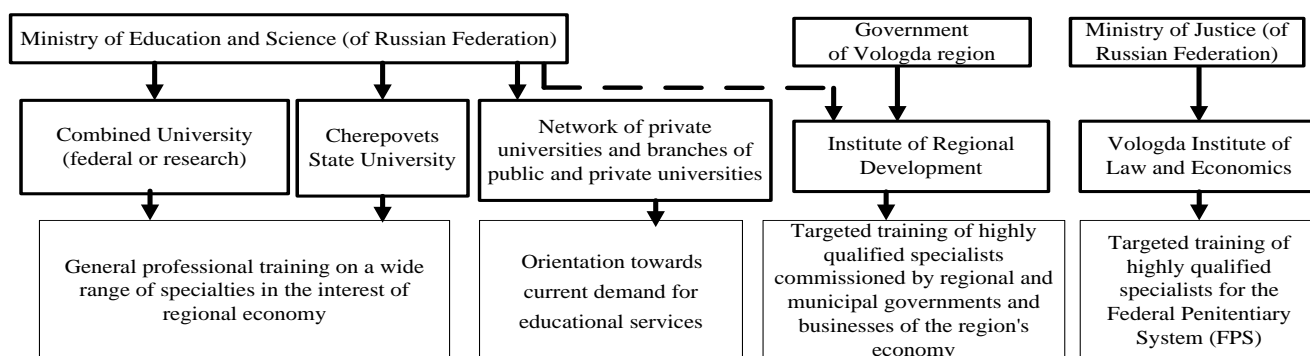 Ministry of Education and Science (of Russian Federation)
Government
of Vologda region
Ministry of Justice (of
Russian Federation)
Combined University
(federal or research)
Cherepovets
State University
Network of private
universities and branches of
public and private universities
Institute of Regional
Development
Vologda Institute of
Law and Economics
General professional training on a wide
range of specialties in the interest of
regional economy
Orientation towards
current demand for
educational services
Targeted training of highly
qualified specialists
commissioned by regional and
municipal governments and
businesses of the region's
economy
Targeted training of
highly qualified
specialists for the
Federal Penitentiary
System (FPS)